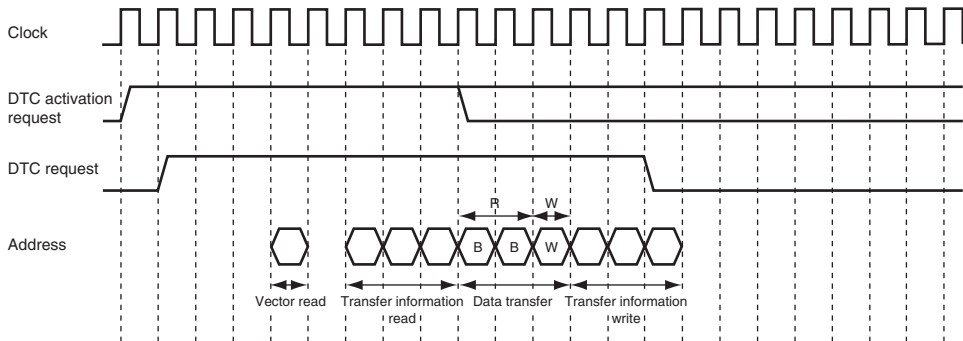 Clock
DTC activation
request
DTC request
R W
Address
B B W
Vector read Transfer information Data transfer Transfer information
read write